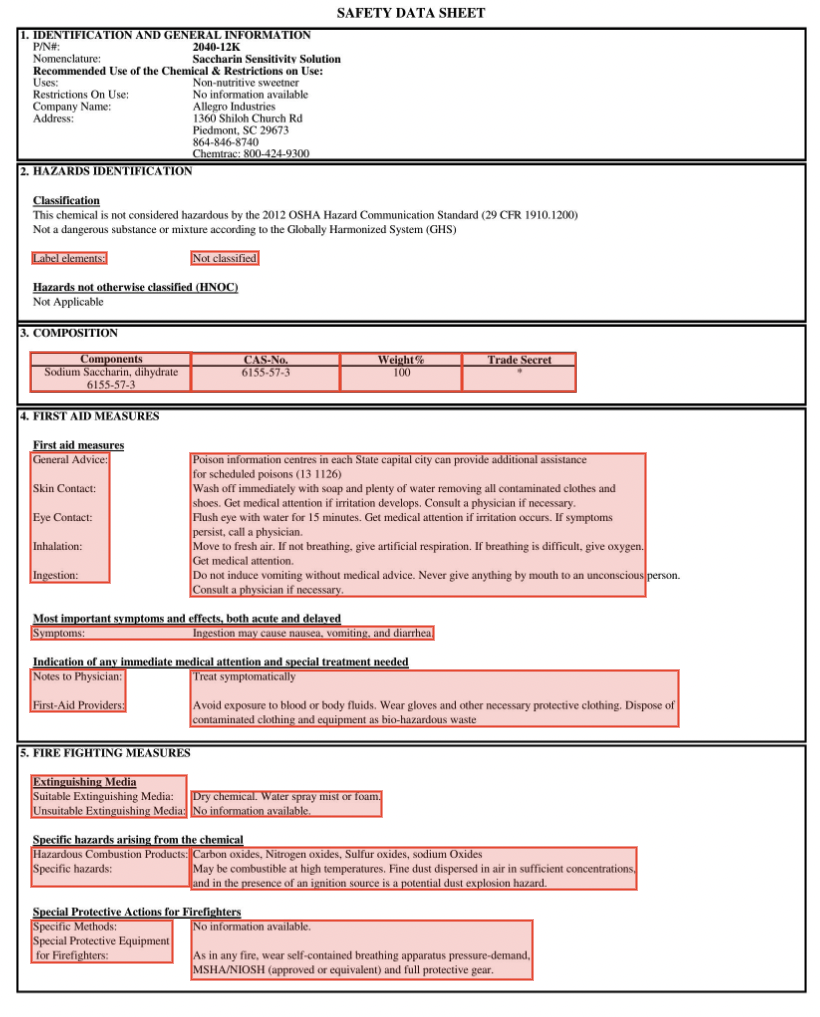 SAFETY DATA SHEET
1. IDENTIFICATION AND GENERAL INFORMATION
P/N#: 2040-12K
Nomenclature: Saccharin Sensitivity Solution
Recommended Use of the Chemical & Restrictions on Use:
Uses: Non-nutritive sweetner
Restrictions On Use: No information available
Company Name: Allegro Industries
Address: 1360 Shiloh Church Rd
Piedmont, SC 29673
864-846-8740
Chemtrac: 800-424-9300
2. HAZARDS IDENTIFICATION
Classification
This chemical is not considered hazardous by the 2012 OSHA Hazard Communication Standard (29 CFR 1910.1200)
Not a dangerous substance or mixture according to the Globally Harmonized System (GHS)
Label elements: Not classified
Hazards not otherwise classified (HNOC)
Not Applicable
3. COMPOSITION
Components CAS-No. Weight% Trade Secret
Sodium Saccharin, dihydrate 6155-57-3 100 *
6155-57-3
4. FIRST AID MEASURES
First aid measures
General Advice: Poison information centres in each State capital city can provide additional assistance
for scheduled poisons (13 1126)
Skin Contact: Wash off immediately with soap and plenty of water removing all contaminated clothes and
shoes. Get medical attention if irritation develops. Consult a physician if necessary.
Eye Contact: Flush eye with water for 15 minutes. Get medical attention if irritation occurs. If symptoms
persist, call a physician.
Inhalation: Move to fresh air. If not breathing, give artificial respiration. If breathing is difficult, give oxygen.
Get medical attention.
Ingestion: Do not induce vomiting without medical advice. Never give anything by mouth to an unconscious person.
Consult a physician if necessary.
Most important symptoms and effects, both acute and delayed
Symptoms: Ingestion may cause nausea, vomiting, and diarrhea.
Indication of any immediate medical attention and special treatment needed
Notes to Physician: Treat symptomatically
First-Aid Providers: Avoid exposure to blood or body fluids. Wear gloves and other necessary protective clothing. Dispose of
contaminated clothing and equipment as bio-hazardous waste
5. FIRE FIGHTING MEASURES
Extinguishing Media
Suitable Extinguishing Media: Dry chemical. Water spray mist or foam.
Unsuitable Extinguishing Media: No information available.
Specific hazards arising from the chemical
Hazardous Combustion Products: Carbon oxides, Nitrogen oxides, Sulfur oxides, sodium Oxides
Specific hazards: May be combustible at high temperatures. Fine dust dispersed in air in sufficient concentrations,
and in the presence of an ignition source is a potential dust explosion hazard.
Special Protective Actions for Firefighters
Specific Methods: No information available.
Special Protective Equipment
for Firefighters: As in any fire, wear self-contained breathing apparatus pressure-demand,
MSHA/NIOSH (approved or equivalent) and full protective gear.